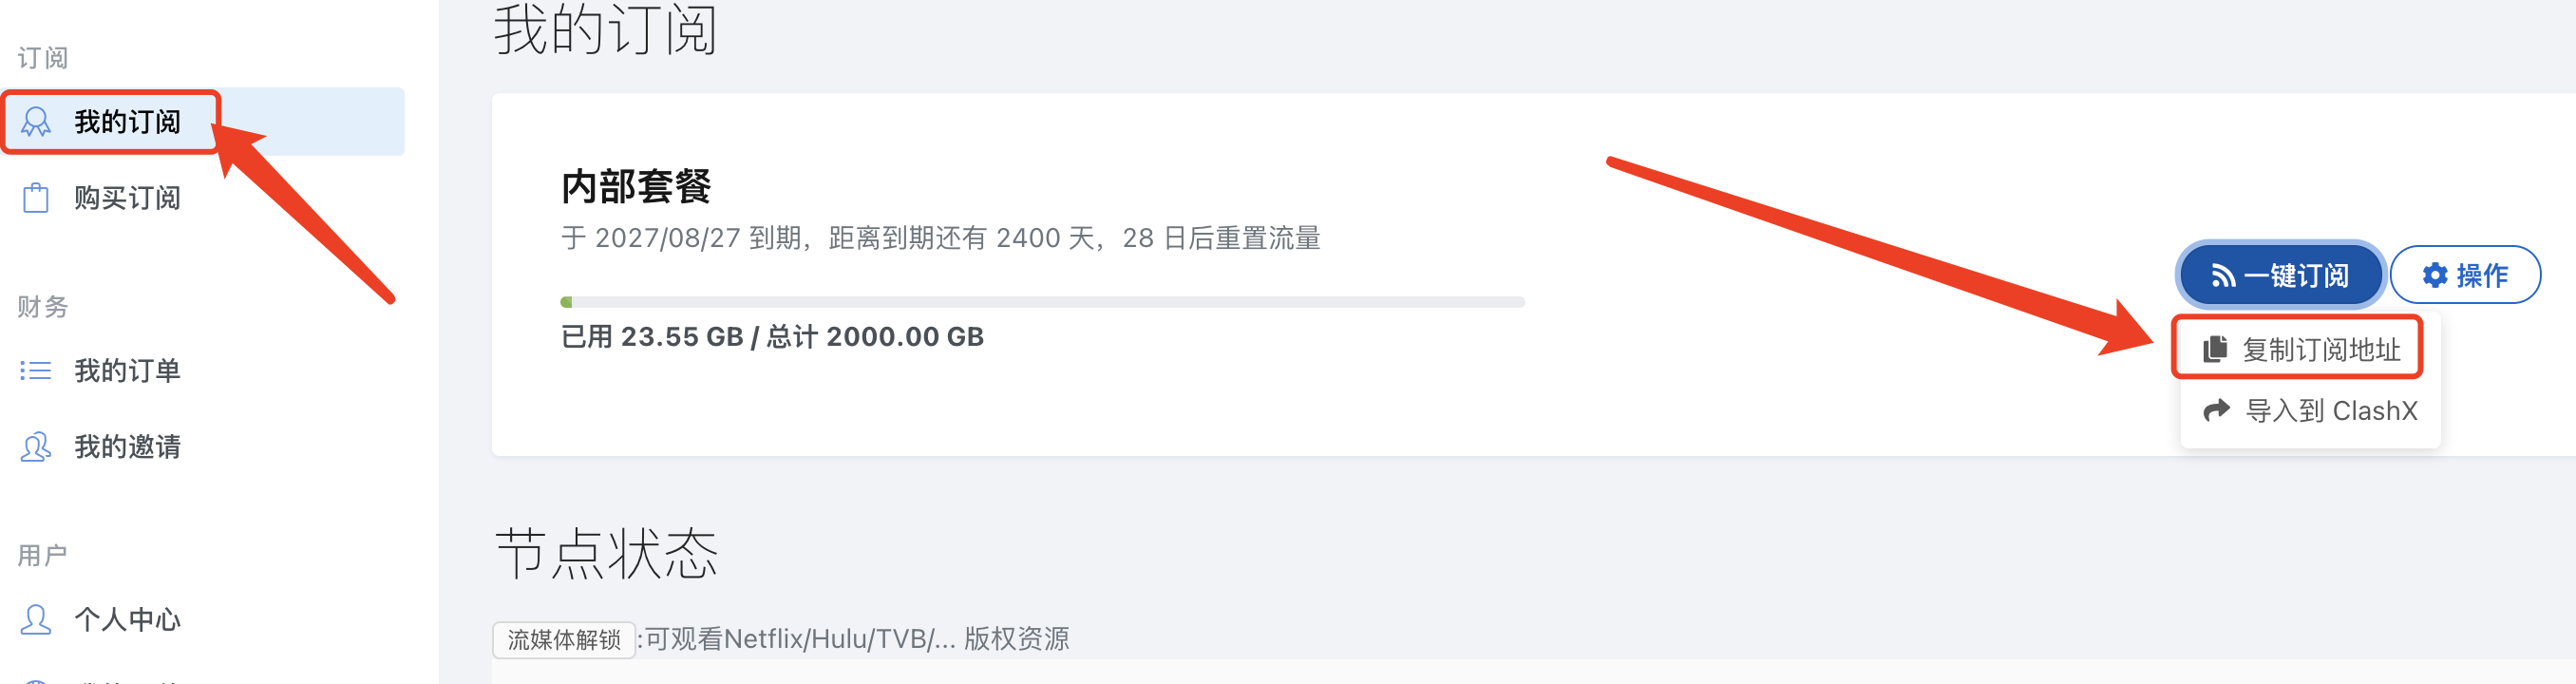 订阅
我的订阅
购买订阅
财务
我的订单
我的邀请
用户
个人中心
我的订阅
内部套餐
于 2027/08/27 到期，距离到期还有 2400 天，28 日后重置流量
已用 23.55 GB / 总计 2000.00 GB
一键订阅
操作
复制订阅地址
导入到 ClashX
节点状态
流媒体解锁:可观看Netflix/Hulu/TVB/... 版权资源